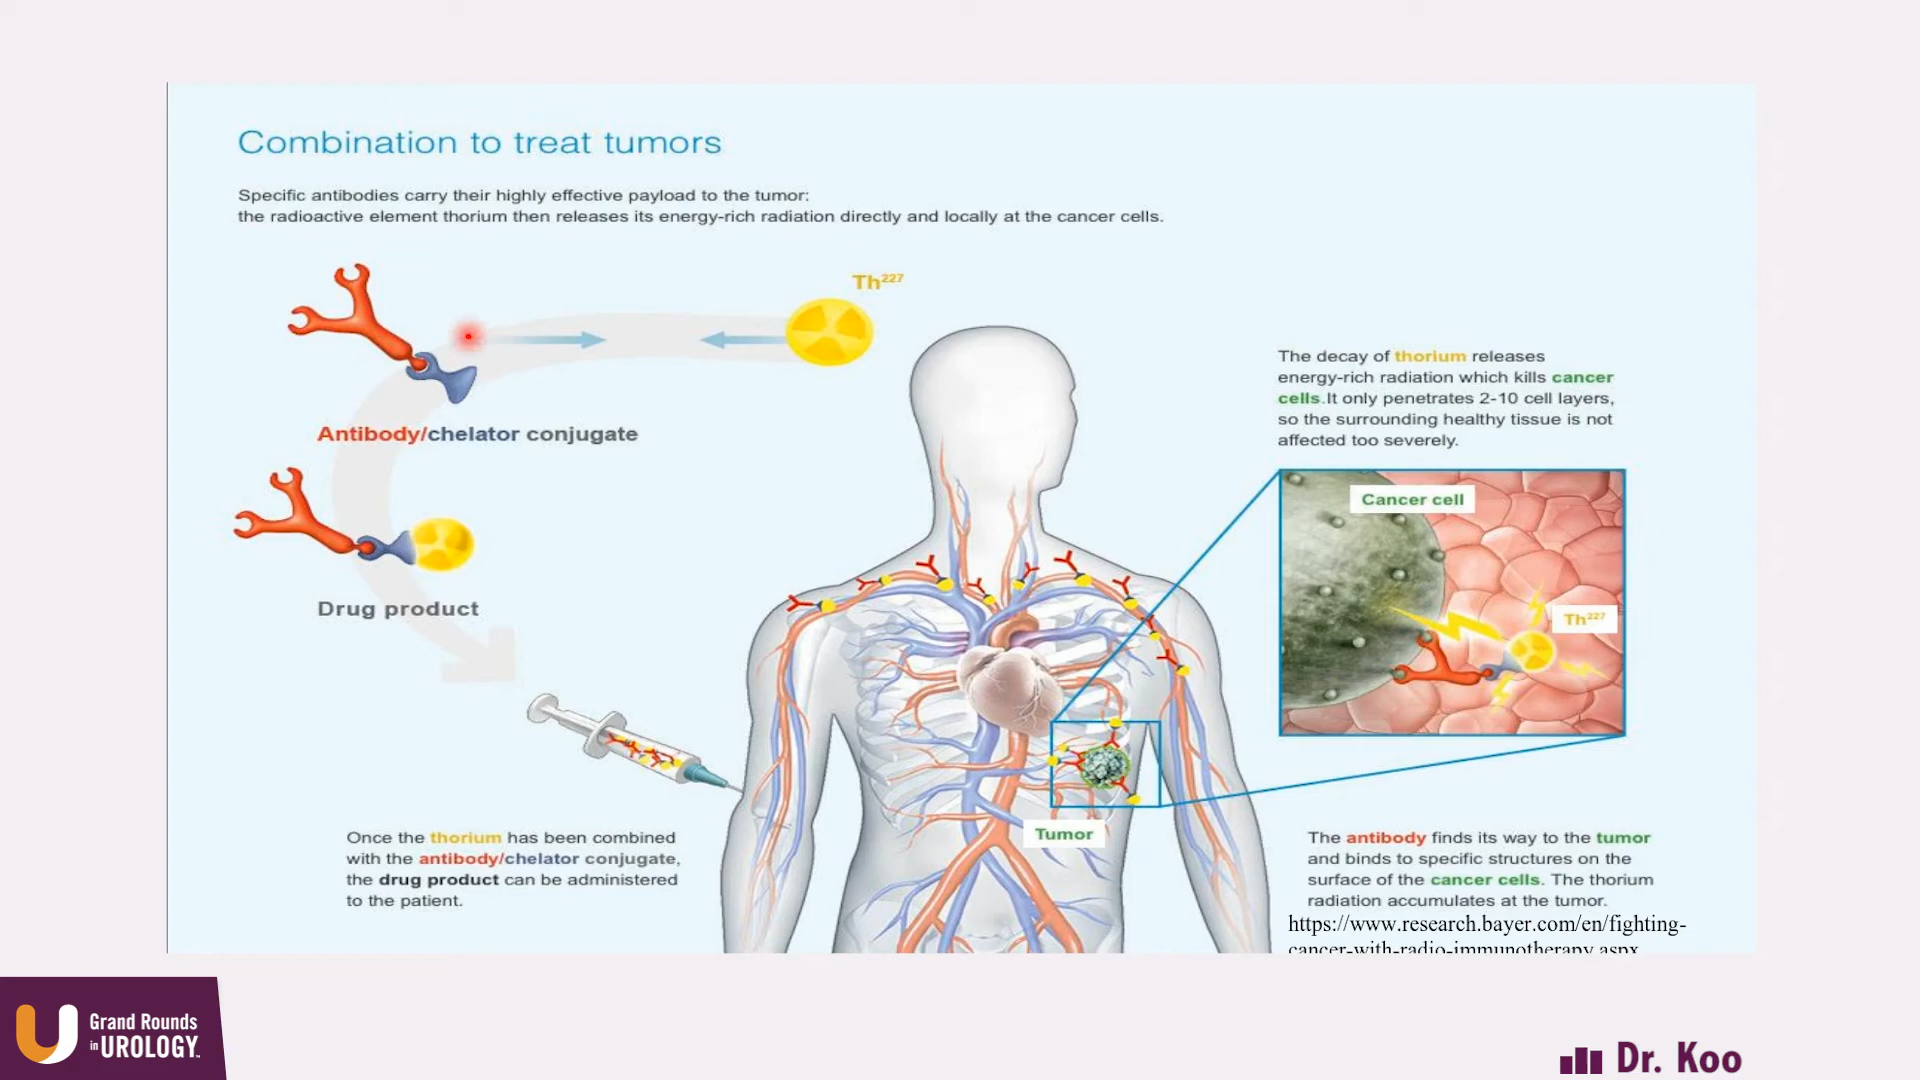 Combination to treat tumors
Specific antibodies carry their highly effective payload to the tumor:
the radioactive element thorium then releases its energy-rich radiation directly and locally at the cancer cells.
Th227
Antibody/chelator conjugate
Drug product
The decay of thorium releases
energy-rich radiation which kills cancer
cells.It only penetrates 2-10 cell layers,
so the surrounding healthy tissue is not
affected too severely.
Cancer cell
Th227
Tumor
Once the thorium has been combined
with the antibody/chelator conjugate,
the drug product can be administered
to the patient.
The antibody finds its way to the tumor
and binds to specific structures on the
surface of the cancer cells. The thorium
radiation accumulates at the tumor.
https://www.research.bayer.com/en/fighting-
cancer-with-radio-immunotherapy.aspx
Grand Rounds
in UROLOGY™
Dr. Koo